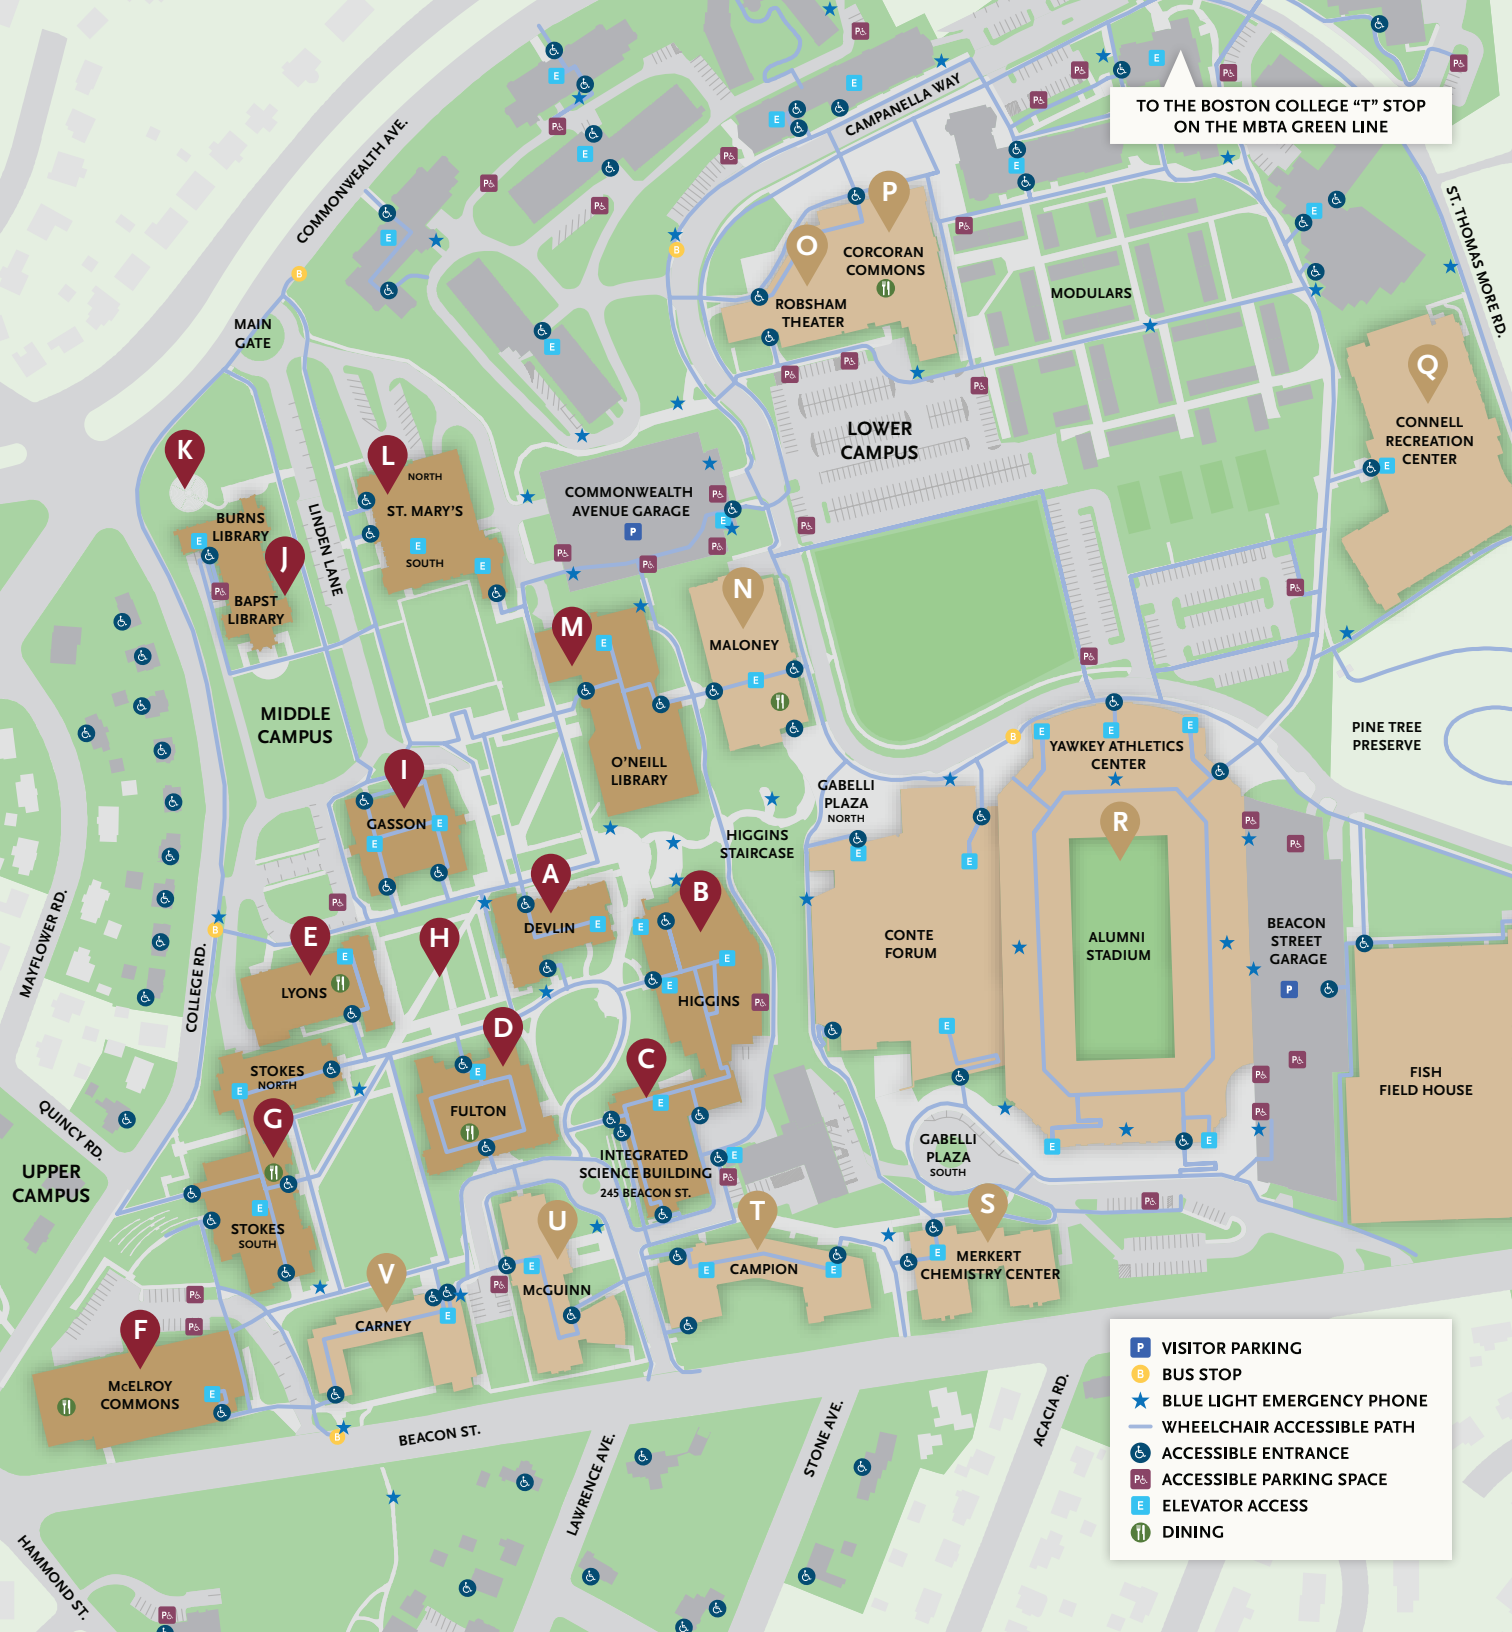 TO THE BOSTON COLLEGE “T” STOP
ON THE MBTA GREEN LINE
CAMPANELLA WAY
COMMONWEALTH AVE.
ST. THOMAS MORE RD.
P
O
CORCORAN
COMMONS
ROBSHAM
THEATER
MODULARS
MAIN
GATE
Q
CONNELL
RECREATION
CENTER
LOWER
CAMPUS
K
L
NORTH
ST. MARY'S
SOUTH
COMMONWEALTH
AVENUE GARAGE
P
BURNS
LIBRARY
J
BAPST
LIBRARY
LINDEN LANE
M
N
MALONEY
O'NEILL
LIBRARY
MIDDLE
CAMPUS
PINE TREE
PRESERVE
YAWKEY ATHLETICS
CENTER
I
GASSON
GABELLI
PLAZA
NORTH
HIGGINS
STAIRCASE
R
ALUMNI
STADIUM
CONTE
FORUM
BEACON
STREET
GARAGE
P
A
DEVLIN
B
HIGGINS
H
E
LYONS
MAYFLOWER RD.
COLLEGE RD.
D
FULTON
C
INTEGRATED
SCIENCE BUILDING
245 BEACON ST.
STOKES
NORTH
G
STOKES
SOUTH
QUINCY RD.
UPPER
CAMPUS
FISH
FIELD HOUSE
GABELLI
PLAZA
SOUTH
S
MERKERT
CHEMISTRY CENTER
T
CAMPION
U
McGUINN
V
CARNEY
F
McELROY
COMMONS
BEACON ST.
HAMMOND ST.
LAWRENCE AVE.
STONE AVE.
ACACIA RD.
P VISITOR PARKING
B BUS STOP
BLUE LIGHT EMERGENCY PHONE
WHEELCHAIR ACCESSIBLE PATH
ACCESSIBLE ENTRANCE
P ACCESSIBLE PARKING SPACE
E ELEVATOR ACCESS
DINING